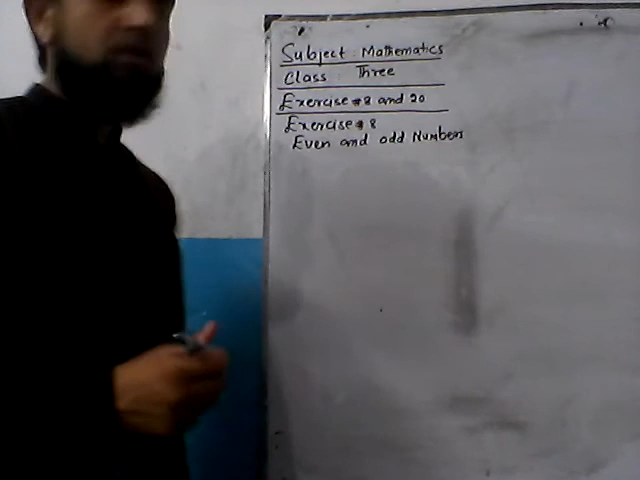 Subject: Mathematics
Class: Three
Exercise #8 and 20
Exercise # 8
Even and odd Numbers